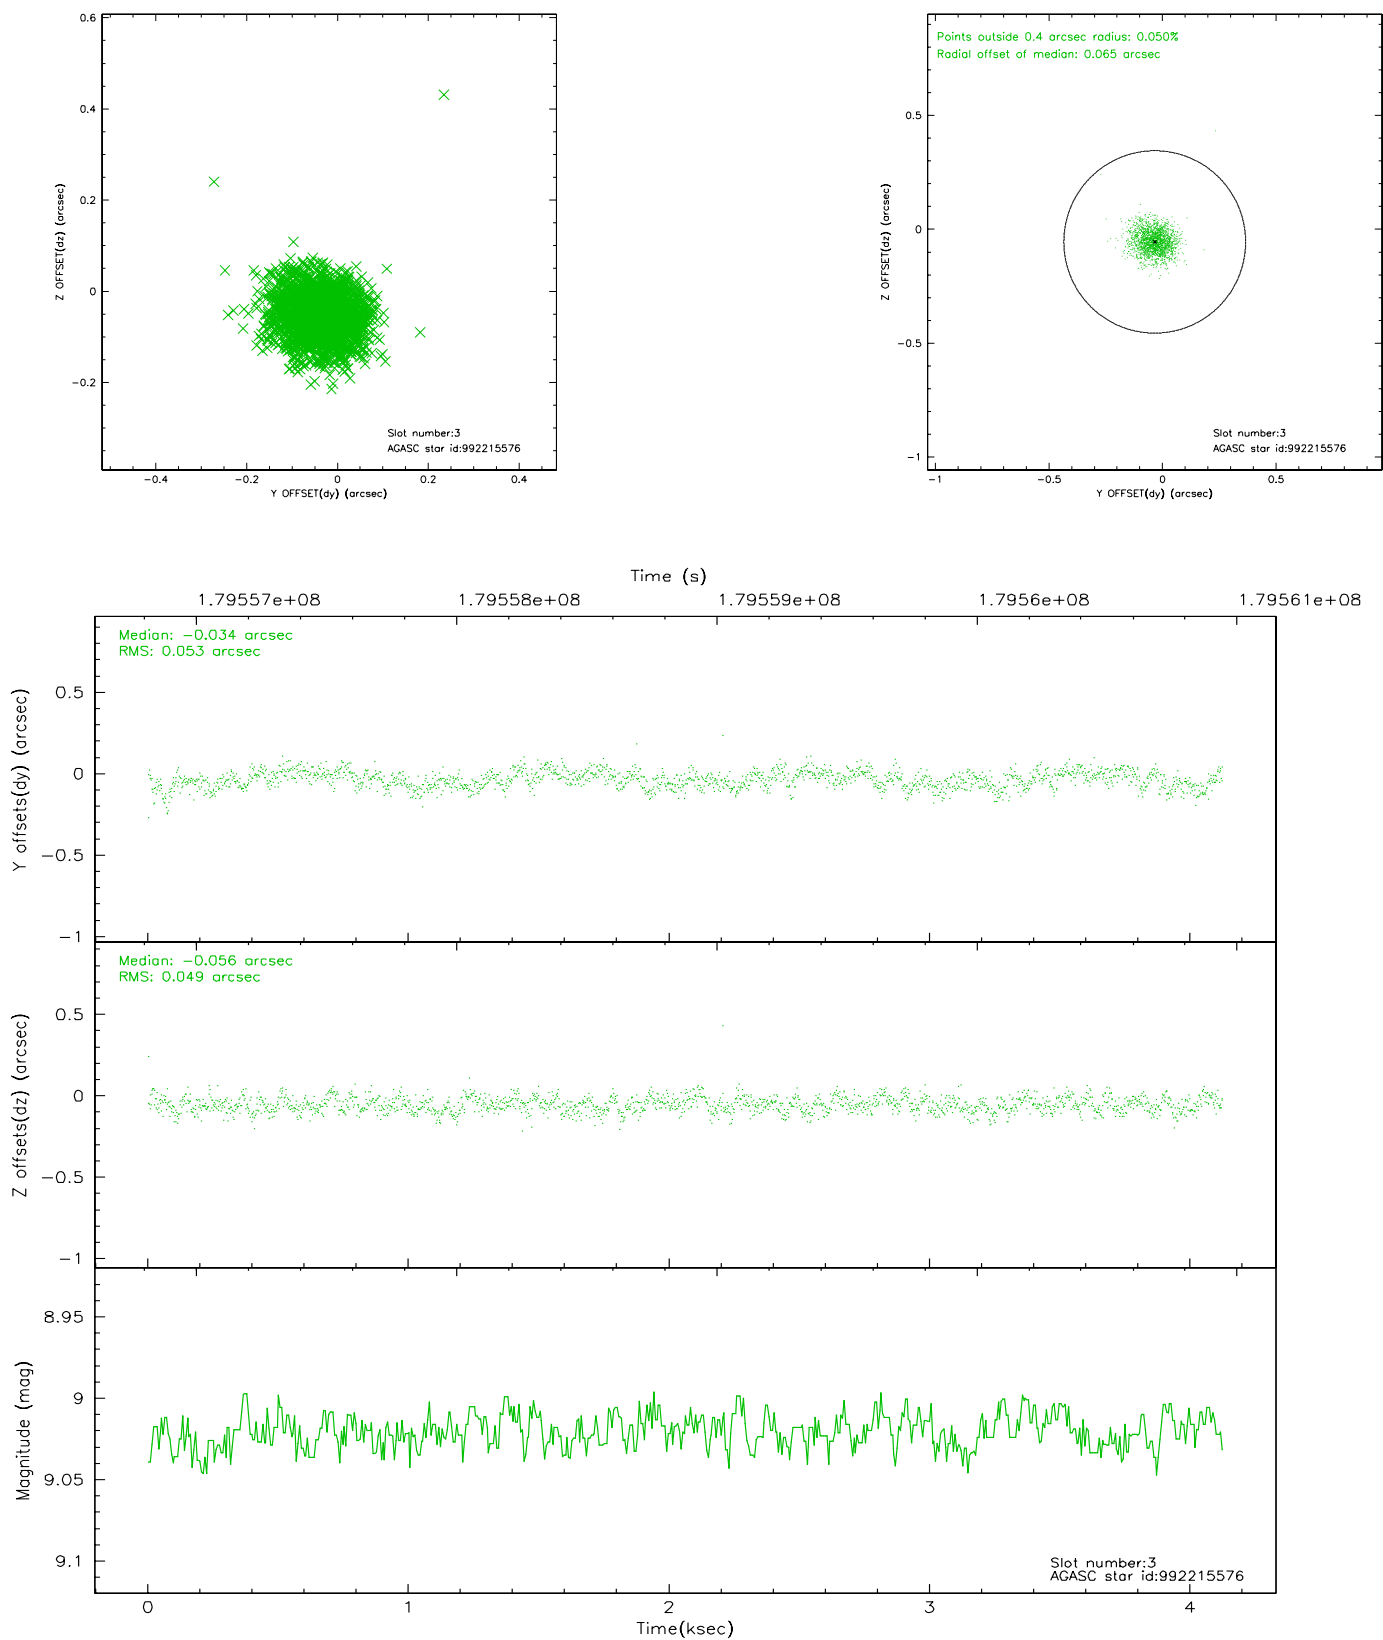 0.6
0.4
0.2
0
−0.2
Z OFFSET(dz) (arcsec)
Slot number:3
AGASC star id:992215576
−0.4 −0.2 0 0.2 0.4
Y OFFSET(dy) (arcsec)
Points outside 0.4 arcsec radius: 0.050%
Radial offset of median: 0.065 arcsec
0.5
0
−0.5
−1
Z OFFSET(dz) (arcsec)
Slot number:3
AGASC star id:992215576
−1 −0.5 0 0.5
Y OFFSET(dy) (arcsec)
Time (s)
1.79557e+08 1.79558e+08 1.79559e+08 1.7956e+08 1.79561e+08
Median: −0.034 arcsec
RMS: 0.053 arcsec
0.5
0
−0.5
−1
Y offsets(dy) (arcsec)
Median: −0.056 arcsec
RMS: 0.049 arcsec
0.5
0
−0.5
−1
Z offsets(dz) (arcsec)
8.95
9
9.05
9.1
Magnitude (mag)
Slot number:3
AGASC star id:992215576
0 1 2 3 4
Time(ksec)